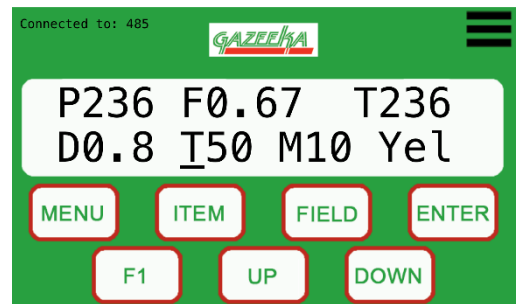 Connected to: 485
GAZEEKA
P236 F0.67 T236
D0.8 T50 M10 Yel
MENU ITEM FIELD ENTER
F1 UP DOWN